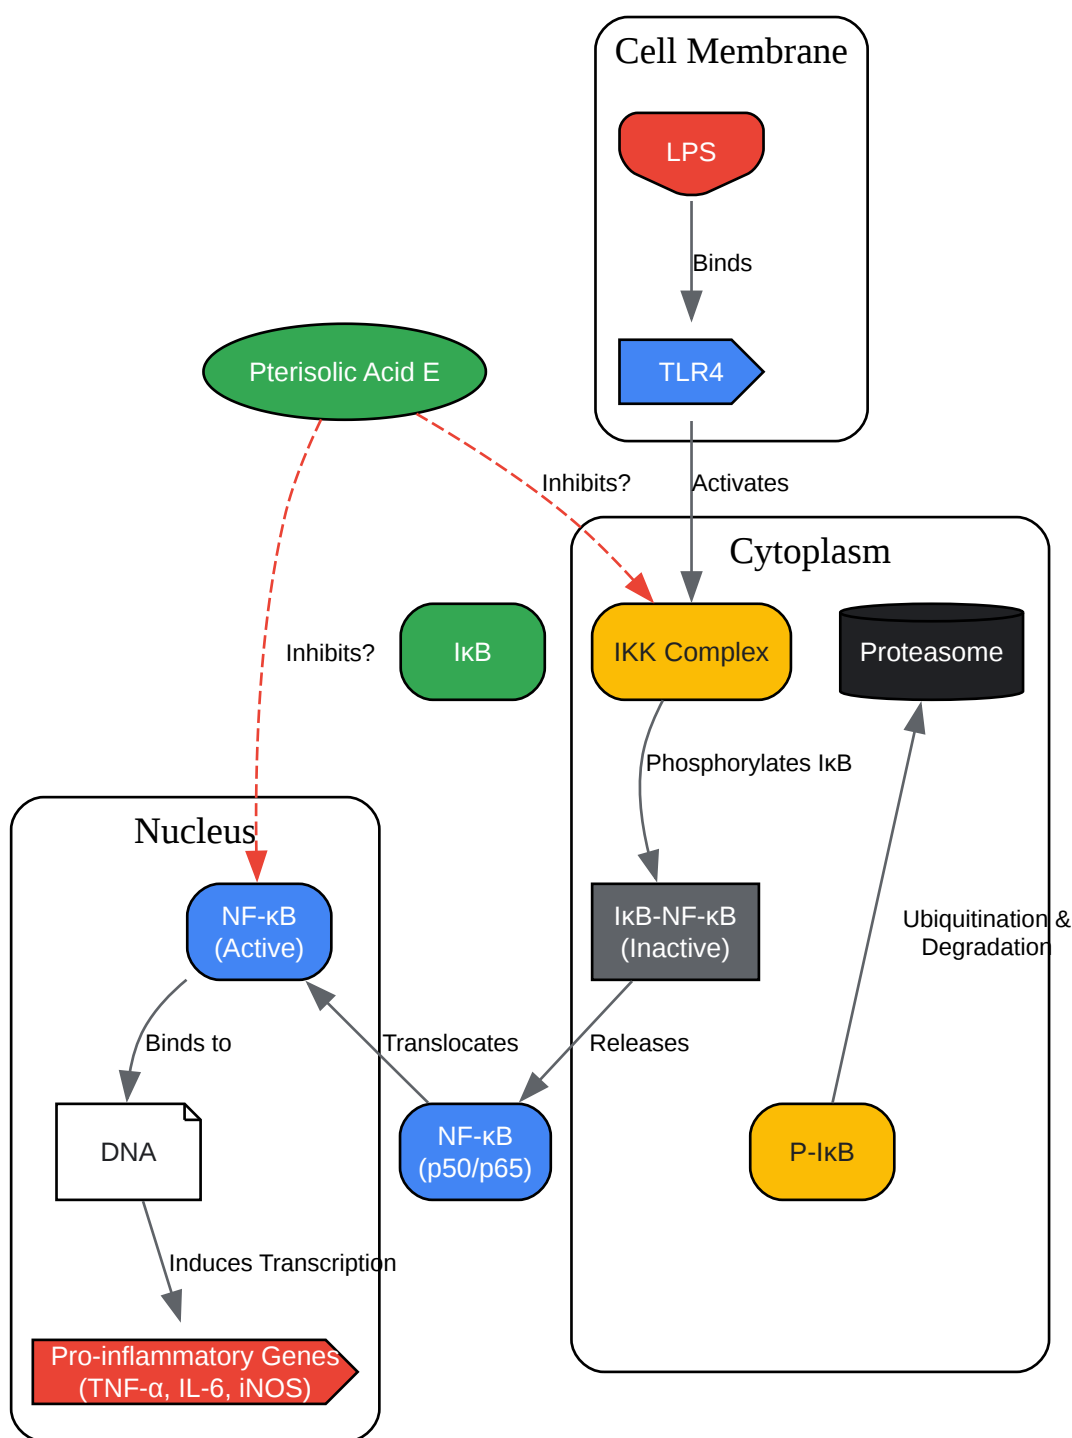 Cell Membrane
LPS
Binds
Pterisolic Acid E
TLR4
Inhibits?
Activates
Cytoplasm
Inhibits?
IκB
IKK Complex
Proteasome
Phosphorylates IκB
Nucleus
NF-κB
(Active)
IκB-NF-κB
(Inactive)
Ubiquitination &
Degradation
Binds to
Translocates
Releases
DNA
NF-κB
(p50/p65)
P-IκB
Induces Transcription
Pro-inflammatory Genes
(TNF-α, IL-6, iNOS)